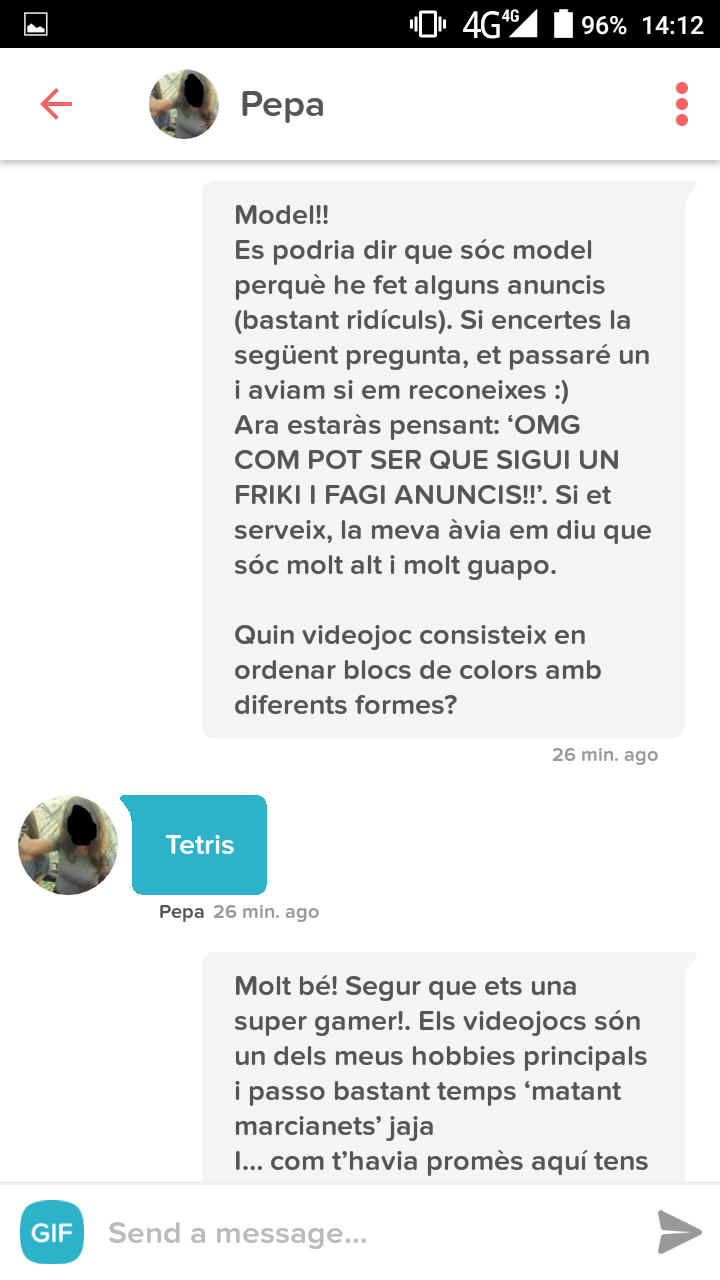 4G 4G 96% 14:12
Pepa
Model!!
Es podria dir que sóc model
perquè he fet alguns anuncis
(bastant ridículs). Si encertes la
següent pregunta, et passaré un
i aviam si em reconeixes :)
Ara estaràs pensant: ‘OMG
COM POT SER QUE SIGUI UN
FRIKI I FAGI ANUNCIS!!’. Si et
serveix, la meva àvia em diu que
sóc molt alt i molt guapo.
Quin videojoc consisteix en
ordenar blocs de colors amb
diferents formes?
26 min. ago
Tetris
Pepa 26 min. ago
Molt bé! Segur que ets una
super gamer!. Els videojocs són
un dels meus hobbies principals
i passo bastant temps ‘matant
marcianets’ jaja
I... com t’havia promès aquí tens
GIF Send a message...